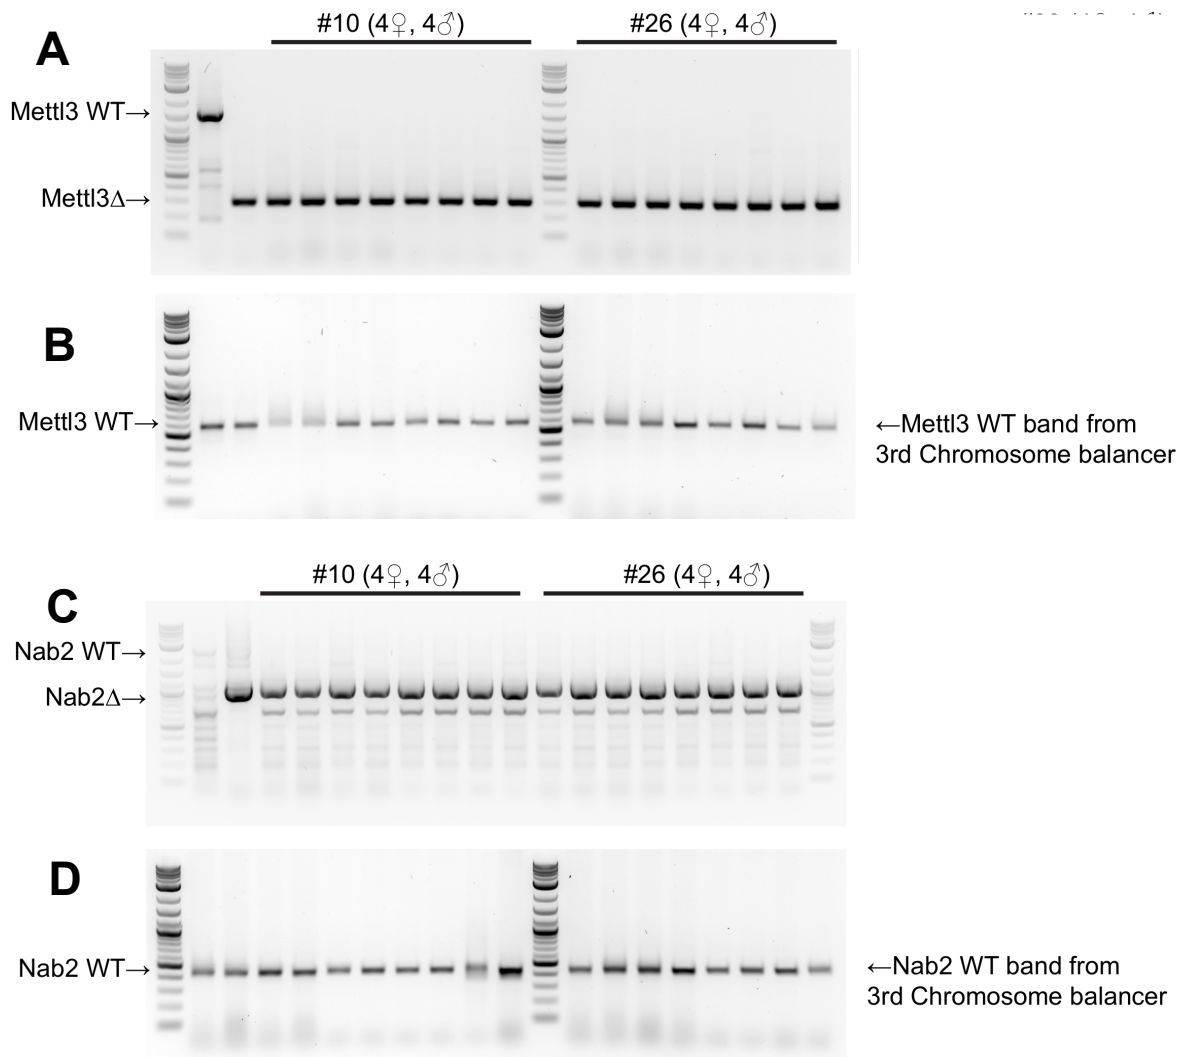 #10 (4♀, 4♂)
#26 (4♀, 4♂)
A
Mettl3 WT→
Mettl3Δ→
B
Mettl3 WT→
←Mettl3 WT band from
3rd Chromosome balancer
#10 (4♀, 4♂)
#26 (4♀, 4♂)
C
Nab2 WT→
Nab2Δ→
D
Nab2 WT→
←Nab2 WT band from
3rd Chromosome balancer